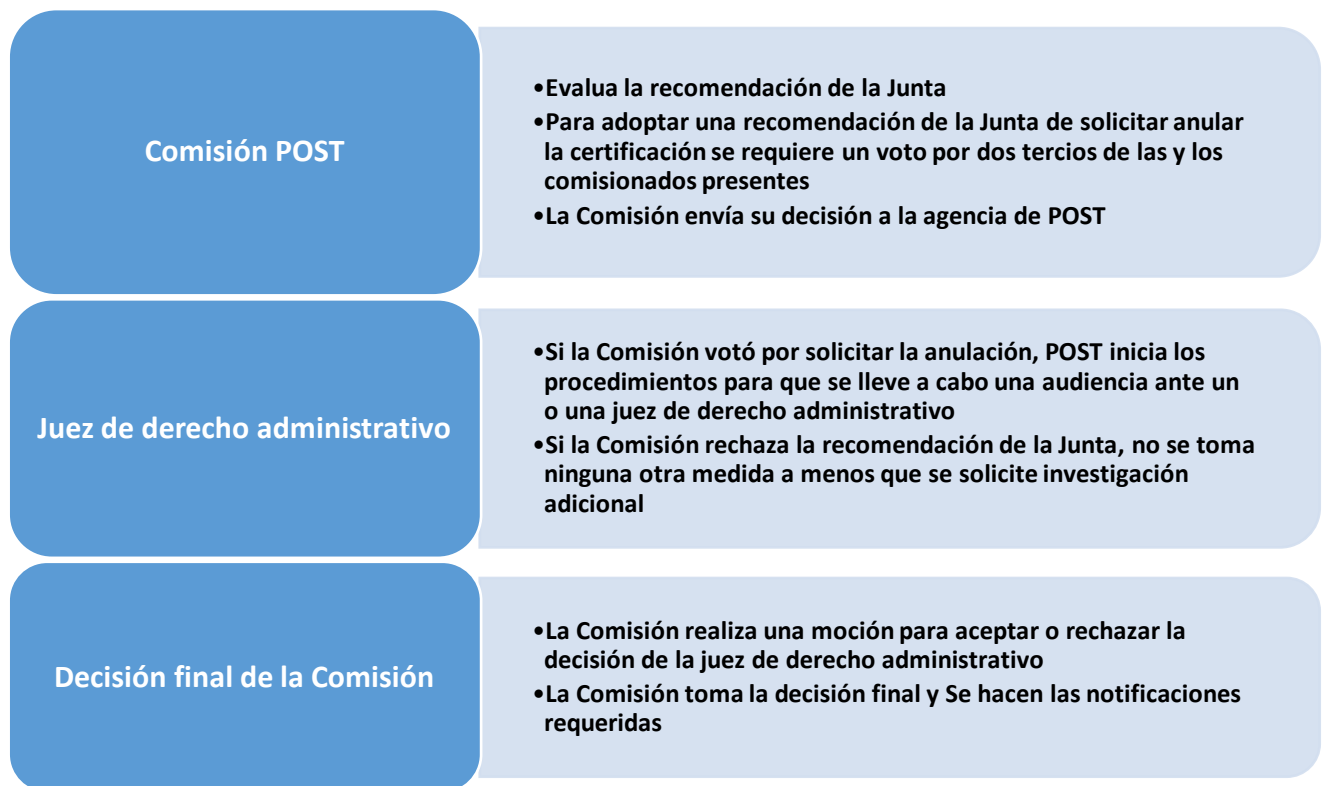 Comisión POST
•Evalua la recomendación de la Junta
•Para adoptar una recomendación de la Junta de solicitar anular
la certificación se requiere un voto por dos tercios de las y los
comisionados presentes
•La Comisión envía su decisión a la agencia de POST
Juez de derecho administrativo
•Si la Comisión votó por solicitar la anulación, POST inicia los
procedimientos para que se lleve a cabo una audiencia ante un
o una juez de derecho administrativo
•Si la Comisión rechaza la recomendación de la Junta, no se toma
ninguna otra medida a menos que se solicite investigación
adicional
Decisión final de la Comisión
•La Comisión realiza una moción para aceptar o rechazar la
decisión de la juez de derecho administrativo
•La Comisión toma la decisión final y Se hacen las notificaciones
requeridas